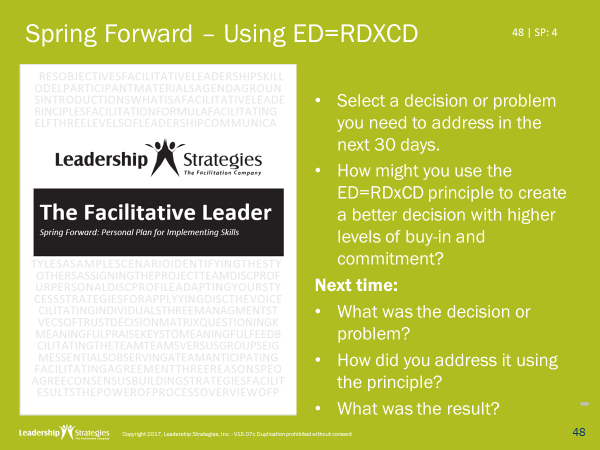 Spring Forward – Using ED=RDXCD
48 | SP: 4
RESOBJECTIVESFACILITATIVELEADERSHIPSKILL
ODELPARTICIPANTMATERIALSAGENDAGROUN
SINTRODUCTIONSWHATISAFACILITATIVELEADE
RINCIPLESFACILITATIONFORMULAFACILITATING
ELFTHREELEVELSOFLEADERSHIPCOMMUNICA
Leadership Strategies
The Facilitation Company
The Facilitative Leader
Spring Forward: Personal Plan for Implementing Skills
TYLESASAMPLESCENARIOIDENTIFYINGTHESTY
OTHERSASSIGNINGTHEPROJECTTEAMDISCPROF
URPERSONALDISCPROFILEADAPTINGYOURSTY
CESSSTRATEGIESFORAPPLYYINGDISCTHEVOICE
CILITATINGINDIVIDUALSTHREEMANAGMENTST
VECSOFTRUSTDECISIONMATRIXQUESTIONINGK
MEANINGFULPRAISEKEYSTOMEANINGFULFEEDB
CILITATINGTHETEAMTEAMSVERSUSGROUPSEIG
MESSENTIALSOBSERVINGATEAMANTICIPATING
FACILITATINGAGREEMENTTHREEREASONSPEO
AGREECONSENSUSBUILDINGSTRATEGIESFACILIT
ESULTSTHEPOWEROFPROCESSOVERVIEWOFP
• Select a decision or problem
you need to address in the
next 30 days.
• How might you use the
ED=RDxCD principle to create
a better decision with higher
levels of buy-in and
commitment?
Next time:
• What was the decision or
problem?
• How did you address it using
the principle?
• What was the result?
Leadership Strategies
The Facilitation Company
Copyright 2017, Leadership Strategies, Inc. - V15.07c Duplication prohibited without consent
48